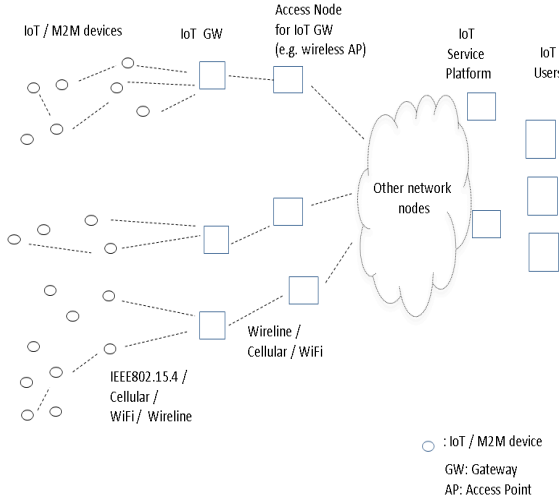 IoT / M2M devices
IoT GW
Access Node
for IoT GW
(e.g. wireless AP)
IoT
Service
Platform
IoT
Users
Other network
nodes
Wireline /
Cellular / WiFi
IEEE802.15.4 /
Cellular /
WiFi / Wireline
: IoT / M2M device
GW: Gateway
AP: Access Point